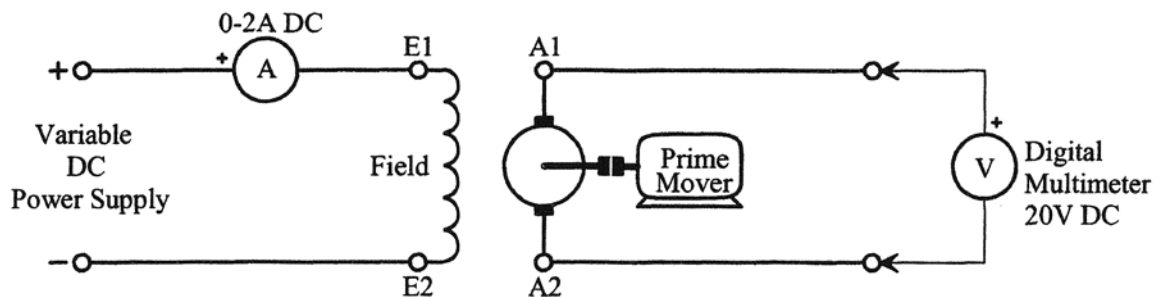 0-2A DC
+
A
E1
A1
+
Variable
DC
Power Supply
Field
Prime
Mover
+
V
Digital
Multimeter
20V DC
−
E2
A2